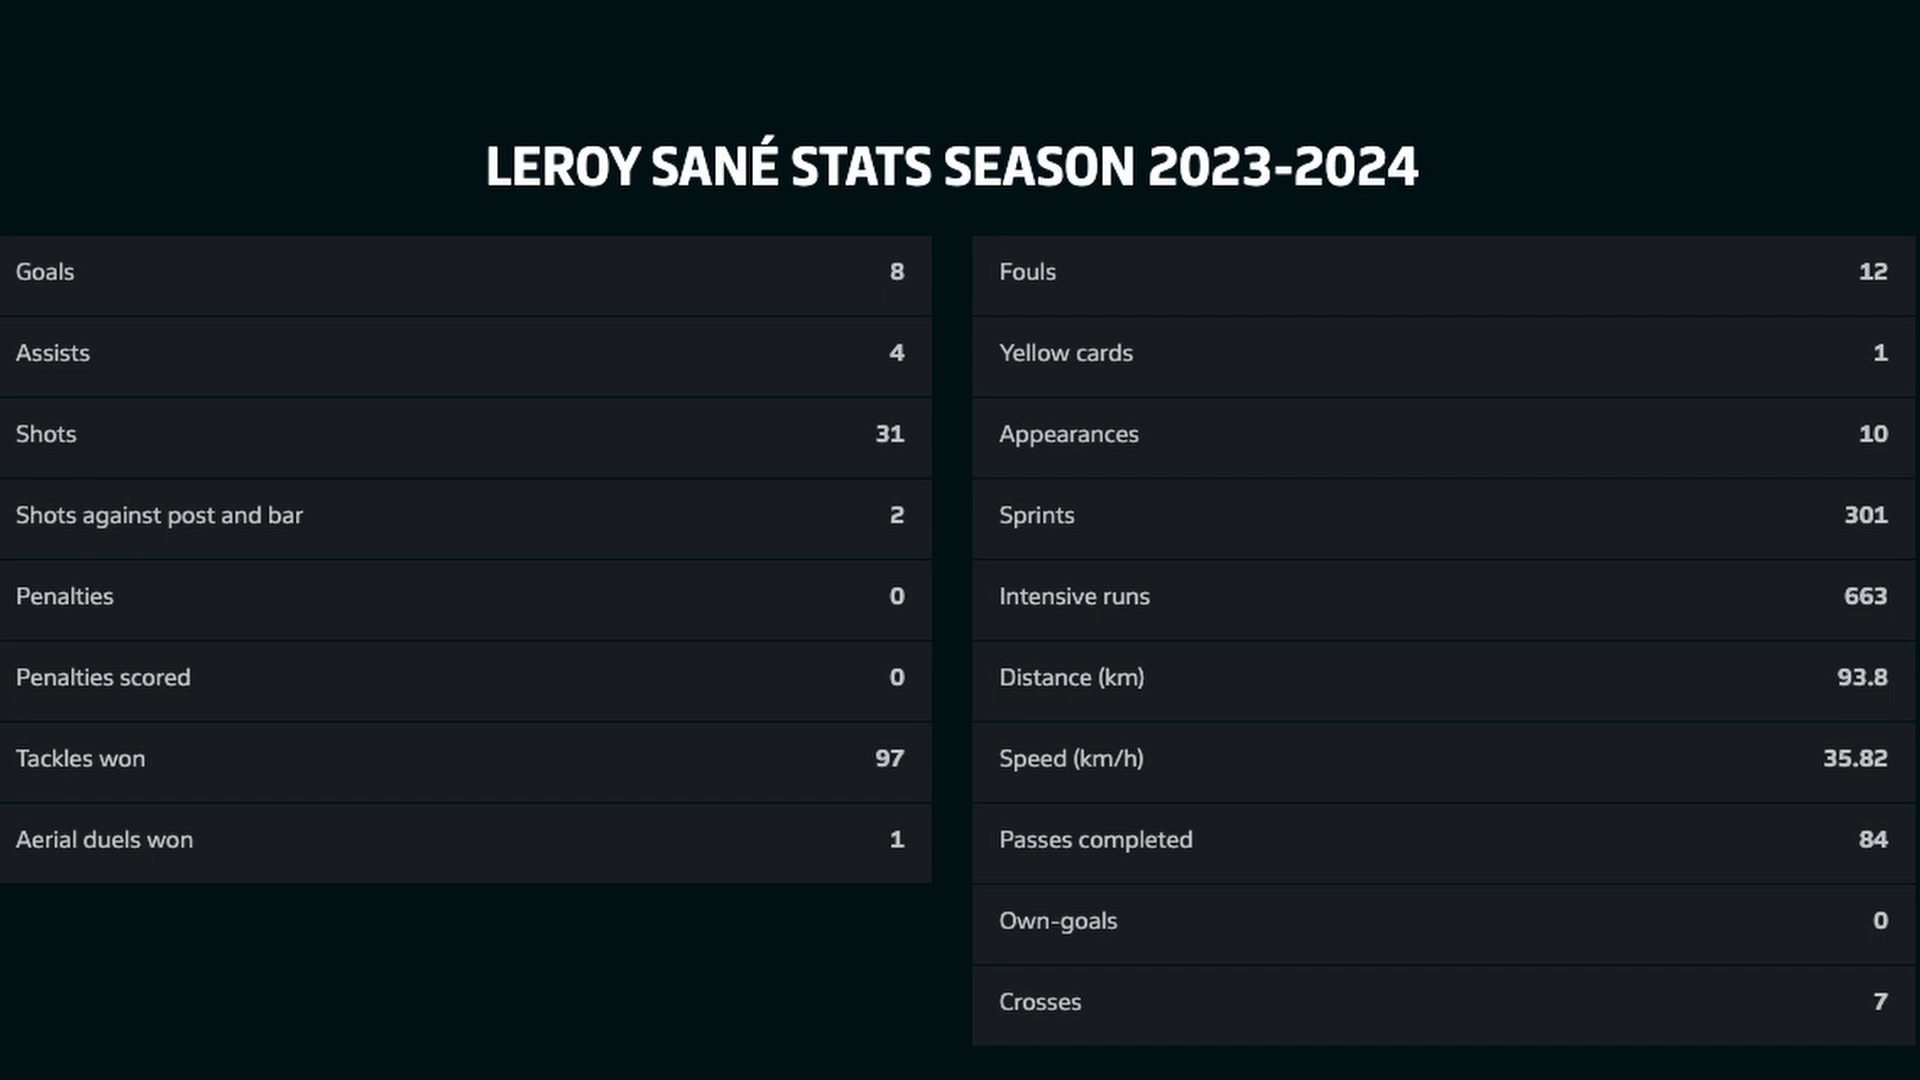 LEROY SANÉ STATS SEASON 2023-2024
Goals 8
Assists 4
Shots 31
Shots against post and bar 2
Penalties 0
Penalties scored 0
Tackles won 97
Aerial duels won 1
Fouls 12
Yellow cards 1
Appearances 10
Sprints 301
Intensive runs 663
Distance (km) 93.8
Speed (km/h) 35.82
Passes completed 84
Own-goals 0
Crosses 7